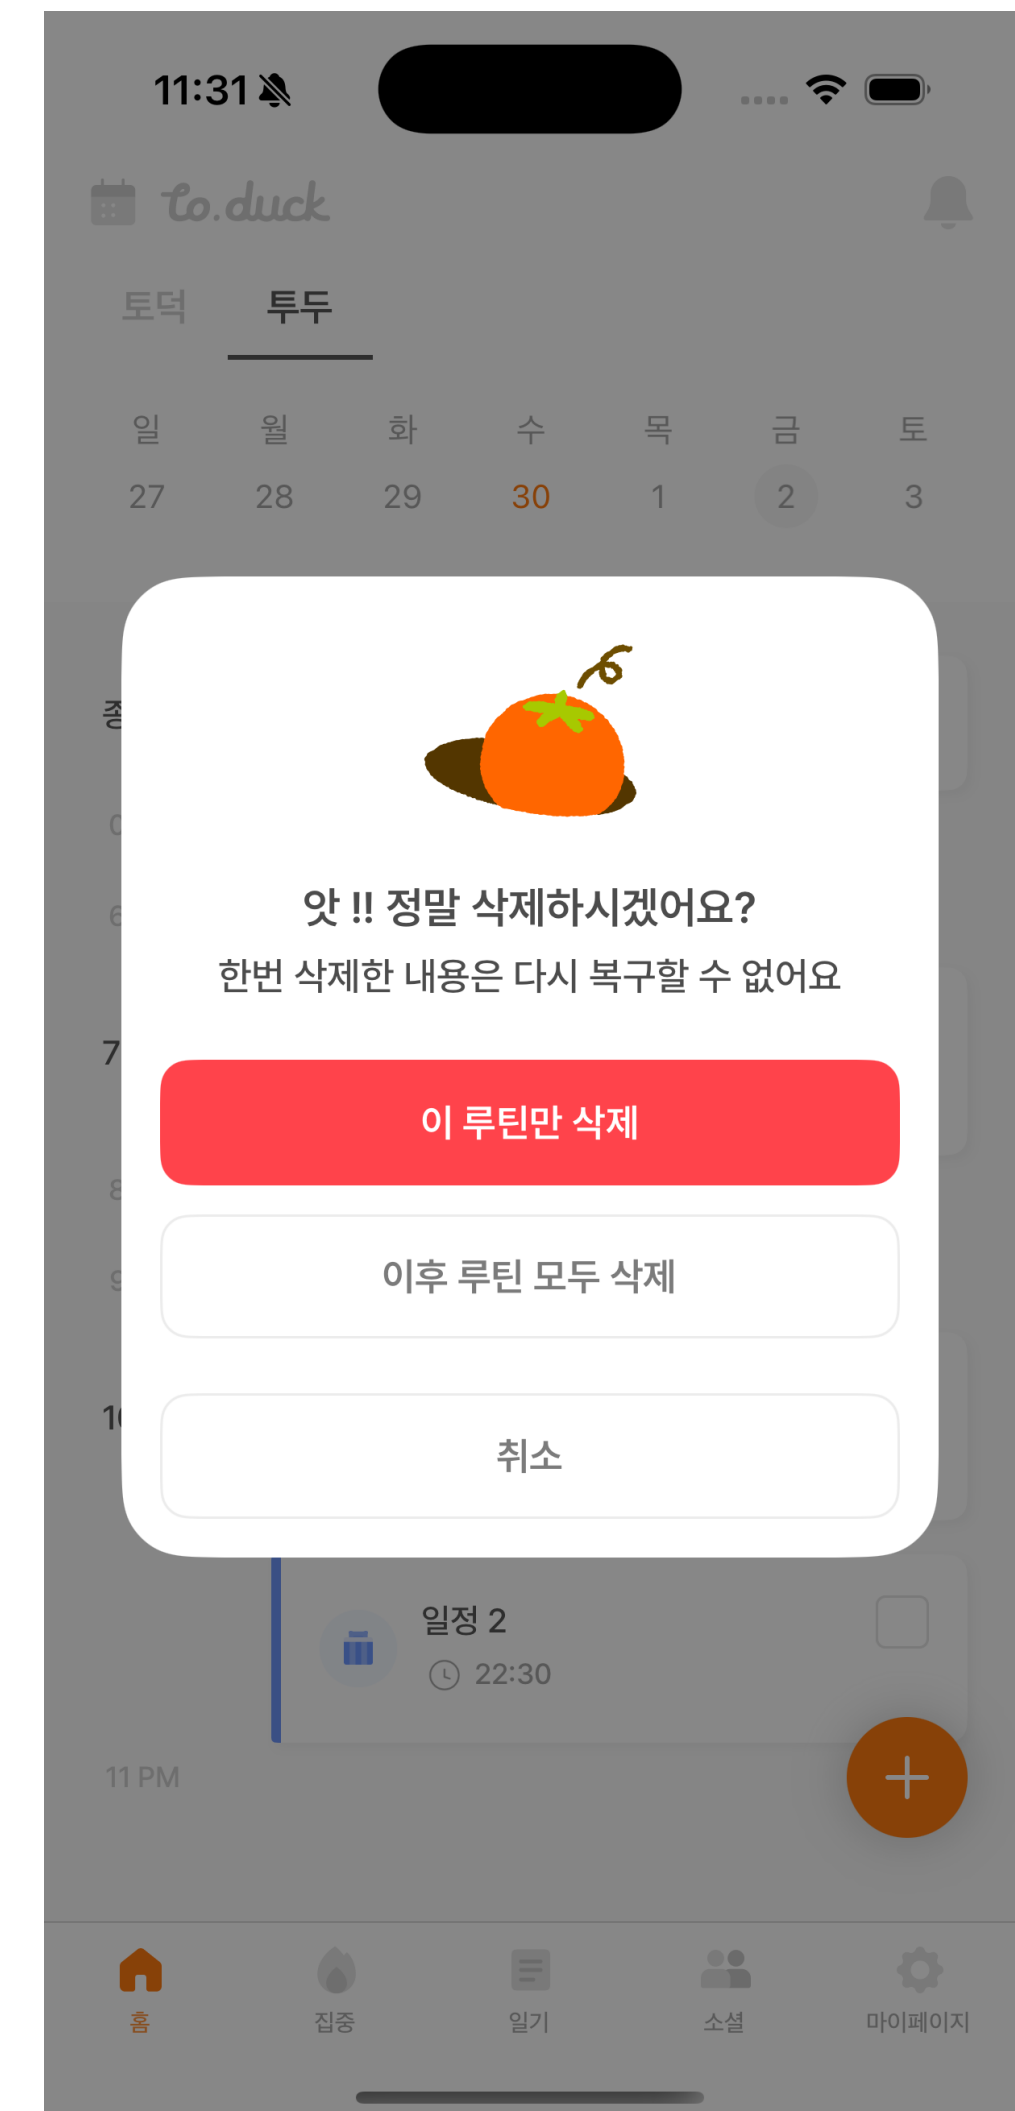 11:31
to.duck
토덕 투두
일 월 화 수 목 금 토
27 28 29 30 1 2 3
앗 !! 정말 삭제하시겠어요?
한번 삭제한 내용은 다시 복구할 수 없어요
7
이 루틴만 삭제
8
9
이후 루틴 모두 삭제
취소
일정 2
22:30
11 PM
홈 집중 일기 소셜 마이페이지